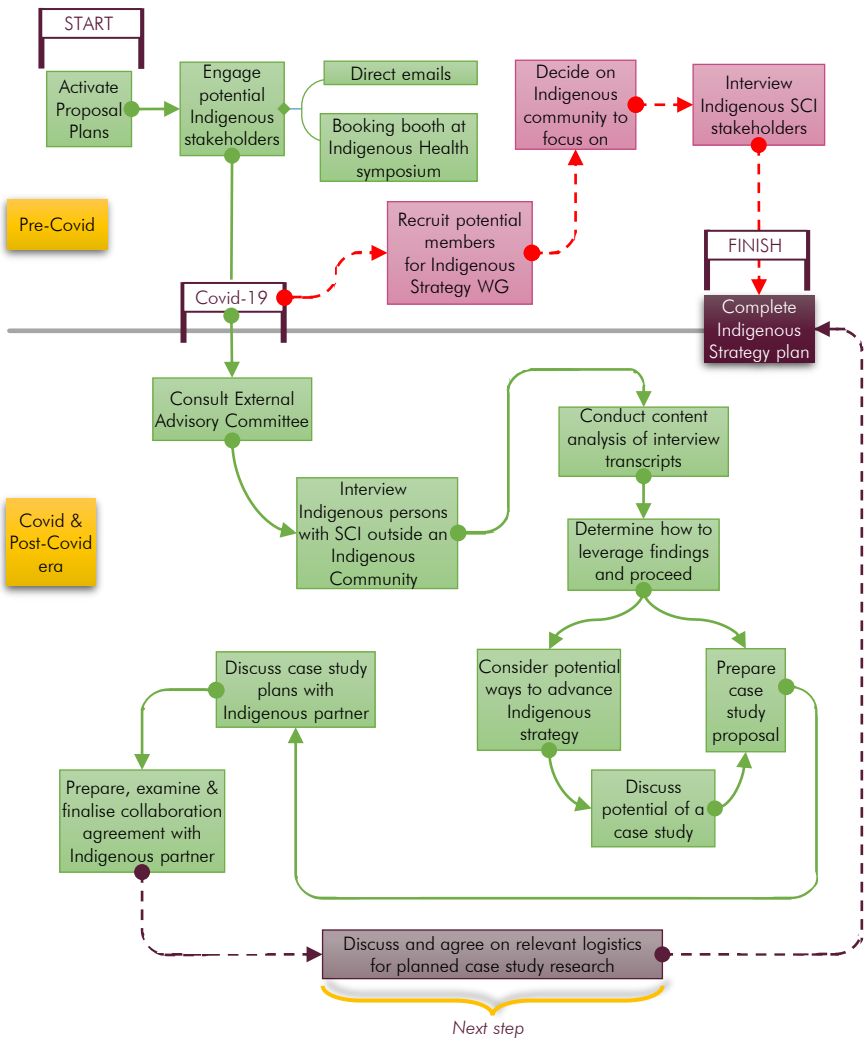 START
Activate
Proposal
Plans
Engage
potential
Indigenous
stakeholders
Direct emails
Booking booth at
Indigenous Health
symposium
Decide on
Indigenous
community to
focus on
Interview
Indigenous SCI
stakeholders
Pre-Covid
Recruit potential
members
for Indigenous
Strategy WG
FINISH
Covid-19
Complete
Indigenous
Strategy plan
Consult External
Advisory Committee
Conduct content
analysis of interview
transcripts
Interview
Indigenous persons
with SCI outside an
Indigenous
Community
Covid &
Post-Covid
era
Determine how to
leverage findings
and proceed
Discuss case study
plans with
Indigenous partner
Consider potential
ways to advance
Indigenous
strategy
Prepare
case
study
proposal
Prepare, examine &
finalise collaboration
agreement with
Indigenous partner
Discuss
potential of a
case study
Discuss and agree on relevant logistics
for planned case study research
Next step